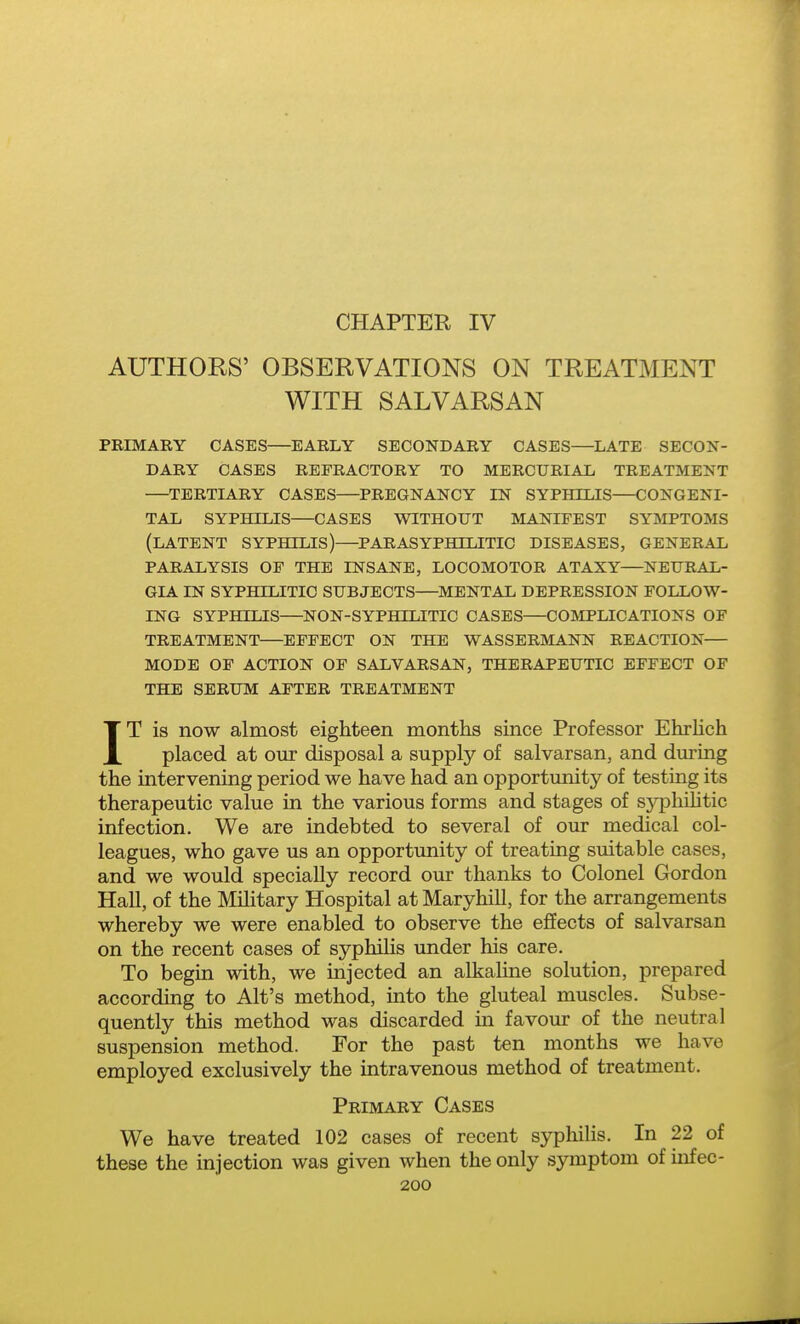 CHAPTER IV
AUTHORS' OBSERVATIONS ON TREATMENT
WITH SALVARSAN
PRIMARY CASES—EARLY SECONDARY CASES—LATE SECON-
DARY CASES REFRACTORY TO MERCURIAL TREATMENT
—TERTIARY CASES—PREGNANCY IN SYPHILIS—CONGENI-
TAL SYPHILIS—CASES WITHOUT MANIFEST SYMPTOMS
(LATENT SYPHILIS)—PARASYPHILITIC DISEASES, GENERAL
PARALYSIS OF THE INSANE, LOCOMOTOR ATAXY—NEURAL-
GIA IN SYPHILITIC SUBJECTS—MENTAL DEPRESSION FOLLOW-
ING SYPHILIS—NON-SYPHILITIC CASES—COMPLICATIONS OF
TREATMENT—EFFECT ON THE WASSERMANN REACTION—
MODE OF ACTION OF SALVARSAN, THERAPEUTIC EFFECT OF
THE SERUM AFTER TREATMENT
IT is now almost eighteen months since Professor Ehrlich
placed at our disposal a supply of salvarsan, and during
the intervening period we have had an opportunity of testing its
therapeutic value in the various forms and stages of syphilitic
infection. We are indebted to several of our medical col-
leagues, who gave us an opportunity of treating suitable cases,
and we would specially record our thanks to Colonel Gordon
Hall, of the Military Hospital at Maryhill, for the arrangements
whereby we were enabled to observe the effects of salvarsan
on the recent cases of syphilis under his care.
To begin with, we injected an alkaline solution, prepared
according to Alt's method, into the gluteal muscles. Subse-
quently this method was discarded in favour of the neutral
suspension method. For the past ten months we have
employed exclusively the intravenous method of treatment.
PRIMARY CASES
We have treated 102 cases of recent syphilis. In 22 of
these the injection was given when the only symptom of infec-
200